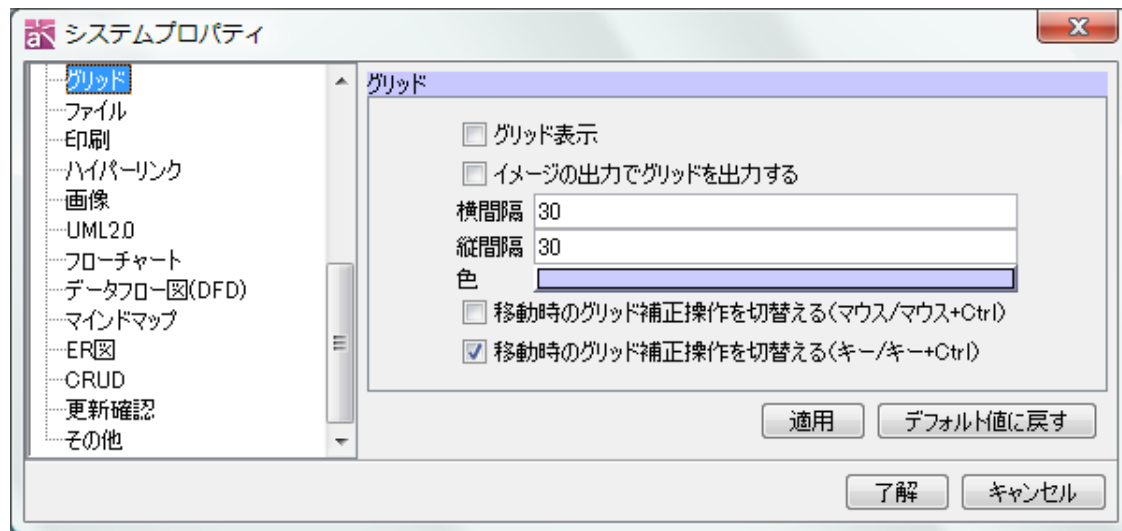 システムプロパティ
グリッド
ファイル
印刷
ハイパーリンク
画像
UML2.0
フローチャート
データフロー図(DFD)
マインドマップ
ER図
CRUD
更新確認
その他
グリッド
グリッド表示
イメージの出力でグリッドを出力する
横間隔 30
縦間隔 30
色
移動時のグリッド補正操作を切替える(マウス/マウス+Ctrl)
移動時のグリッド補正操作を切替える(キー/キー+Ctrl)
適用 デフォルト値に戻す
了解 キャンセル